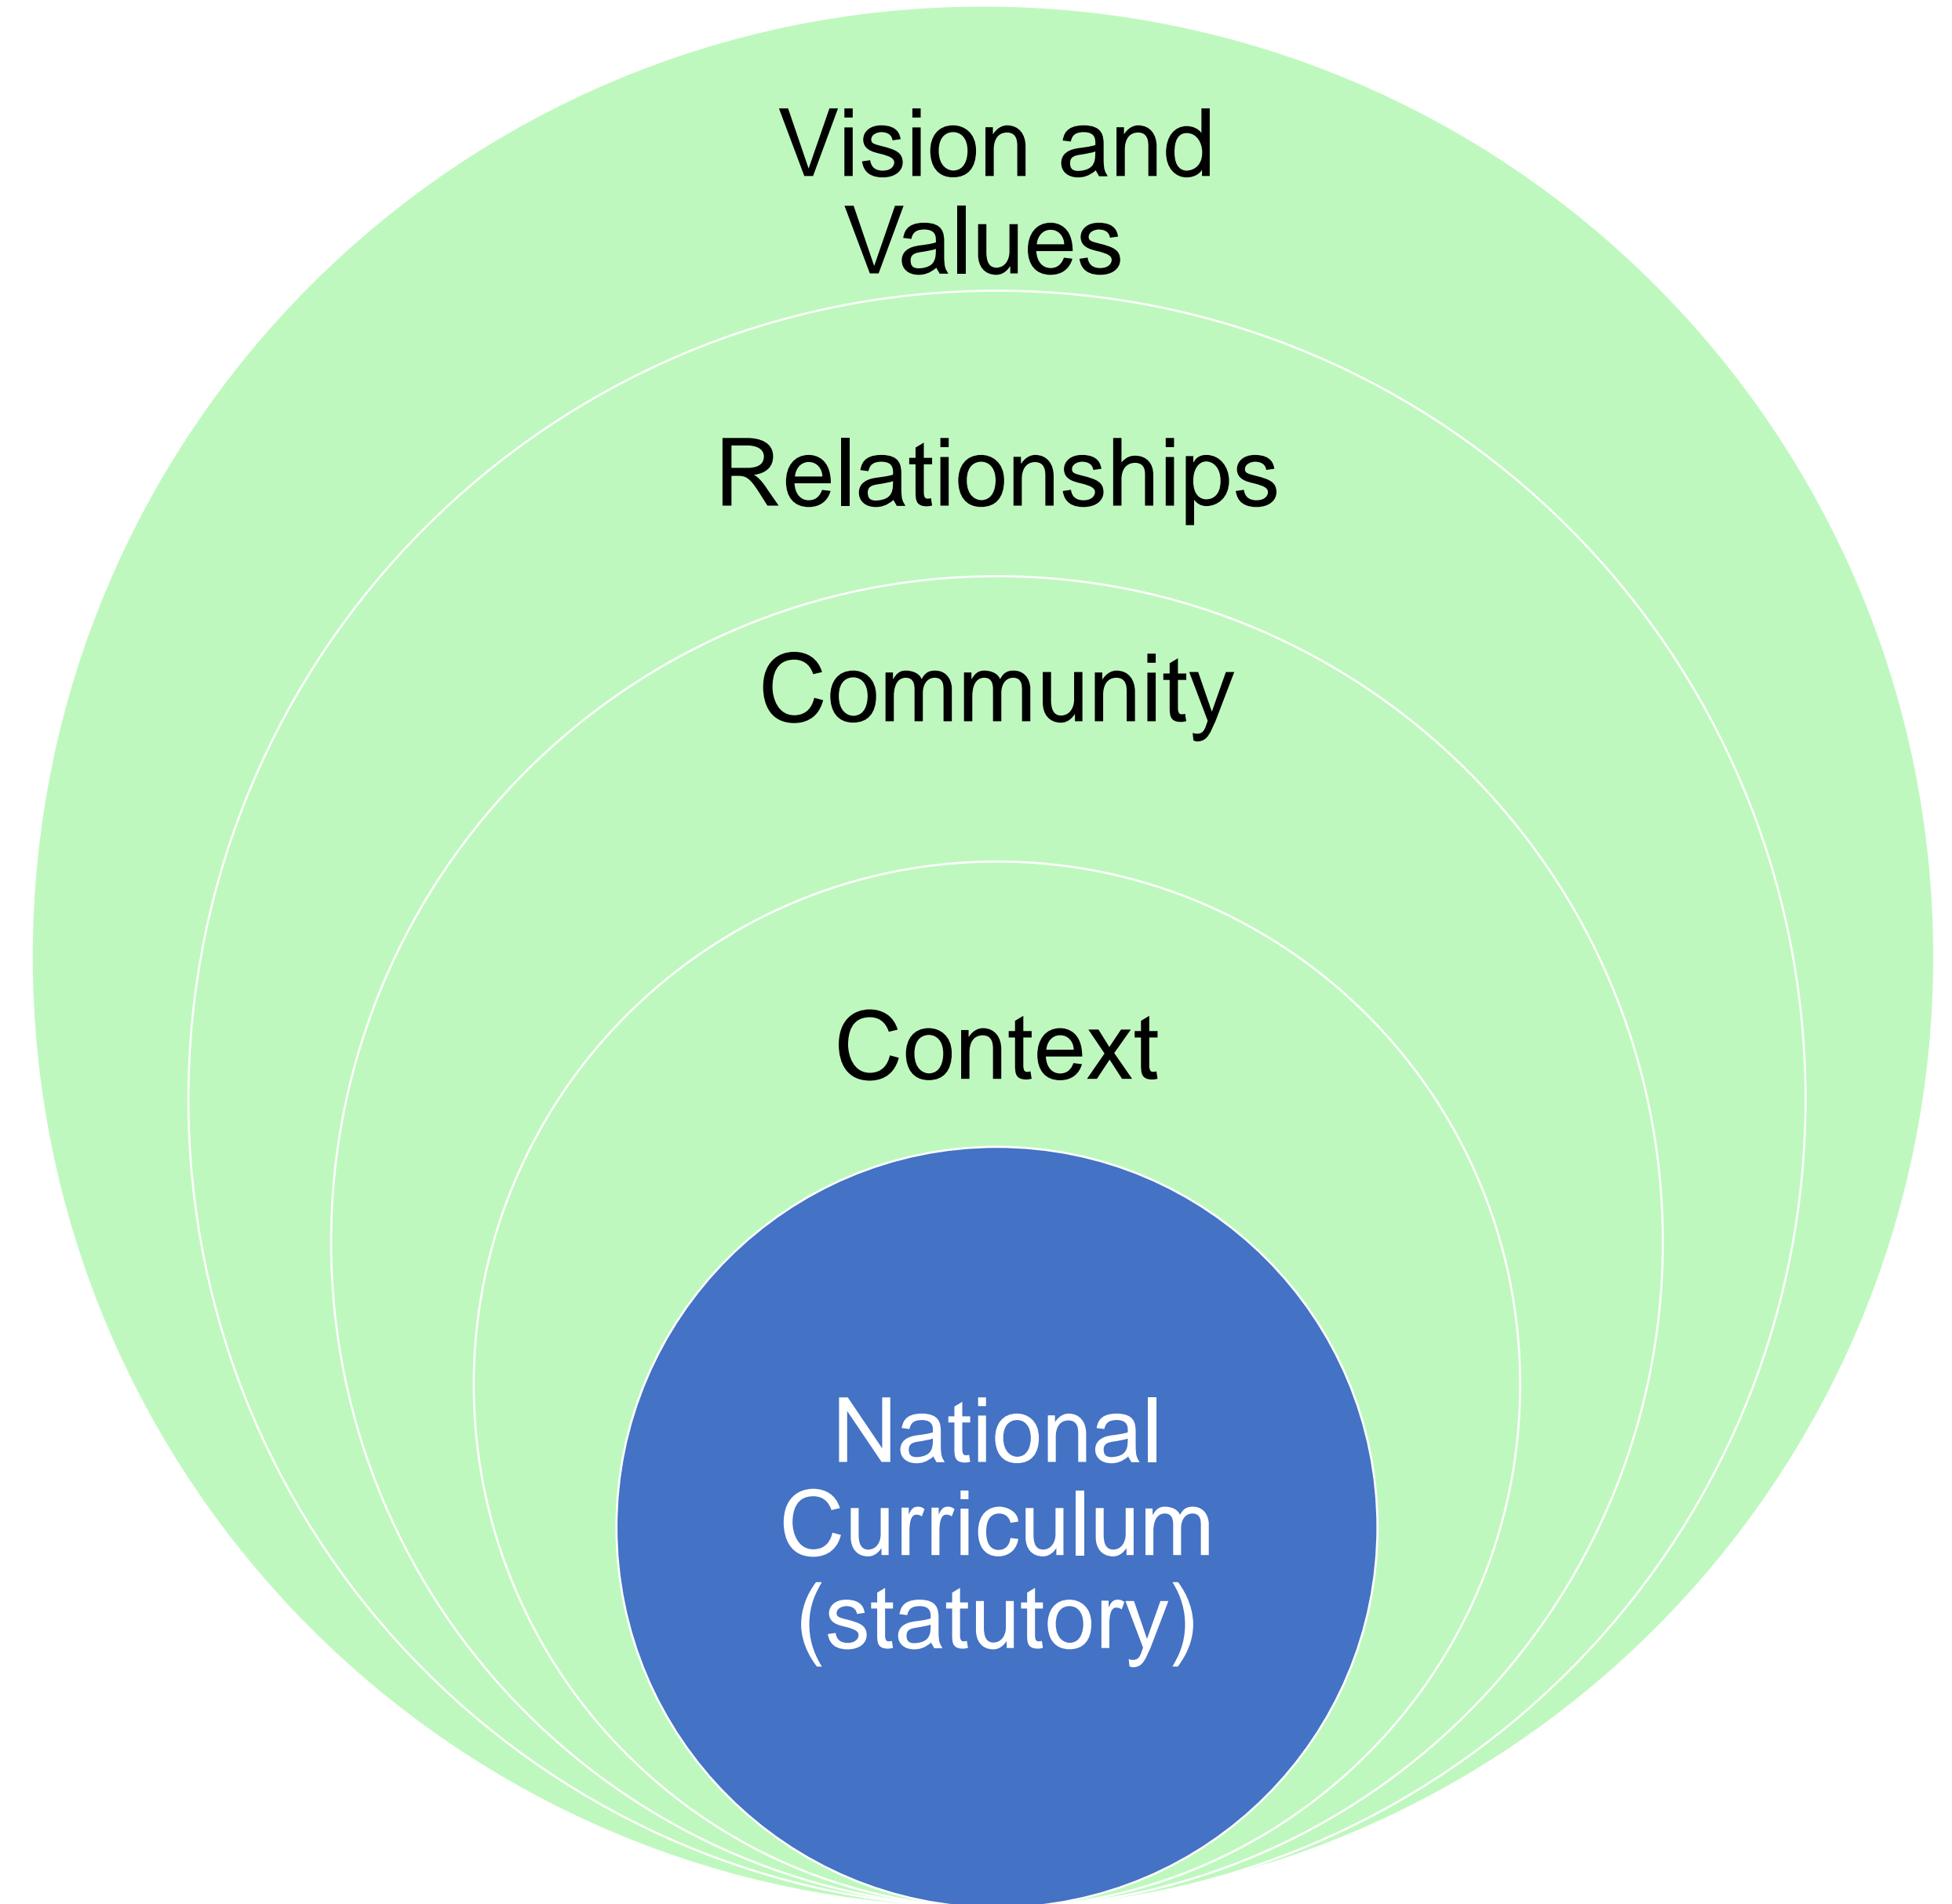 Vision and
Values
Relationships
Community
Context
National
Curriculum
(statutory)